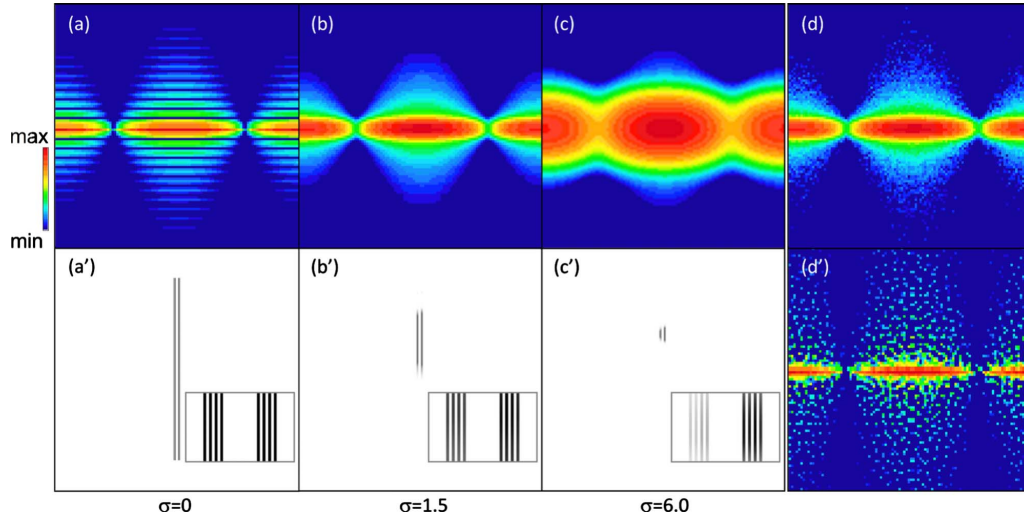 (a)
(b)
(c)
(d)
max
min
(a′)
(b′)
(c′)
(d′)
σ=0
σ=1.5
σ=6.0